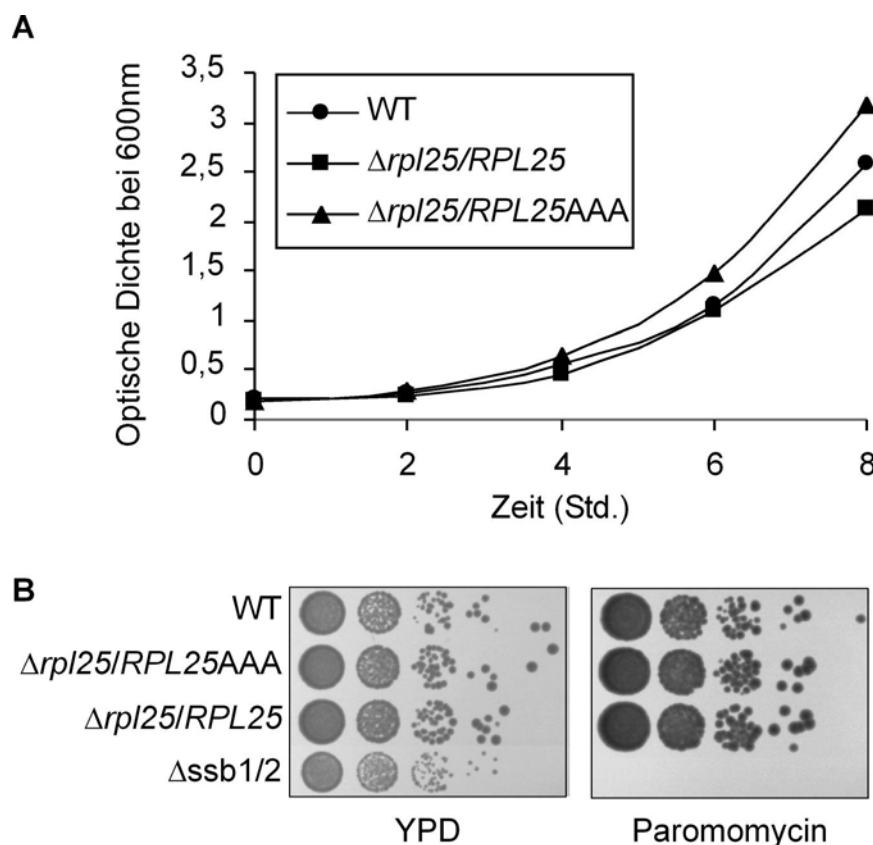 A
Optische Dichte bei 600nm
3,5
3
2,5
2
1,5
1
0,5
0
WT
Δrpl25/RPL25
Δrpl25/RPL25AAA
0 2 4 6 8
Zeit (Std.)
B
WT
Δrpl25/RPL25AAA
Δrpl25/RPL25
Δssb1/2
YPD
Paromomycin